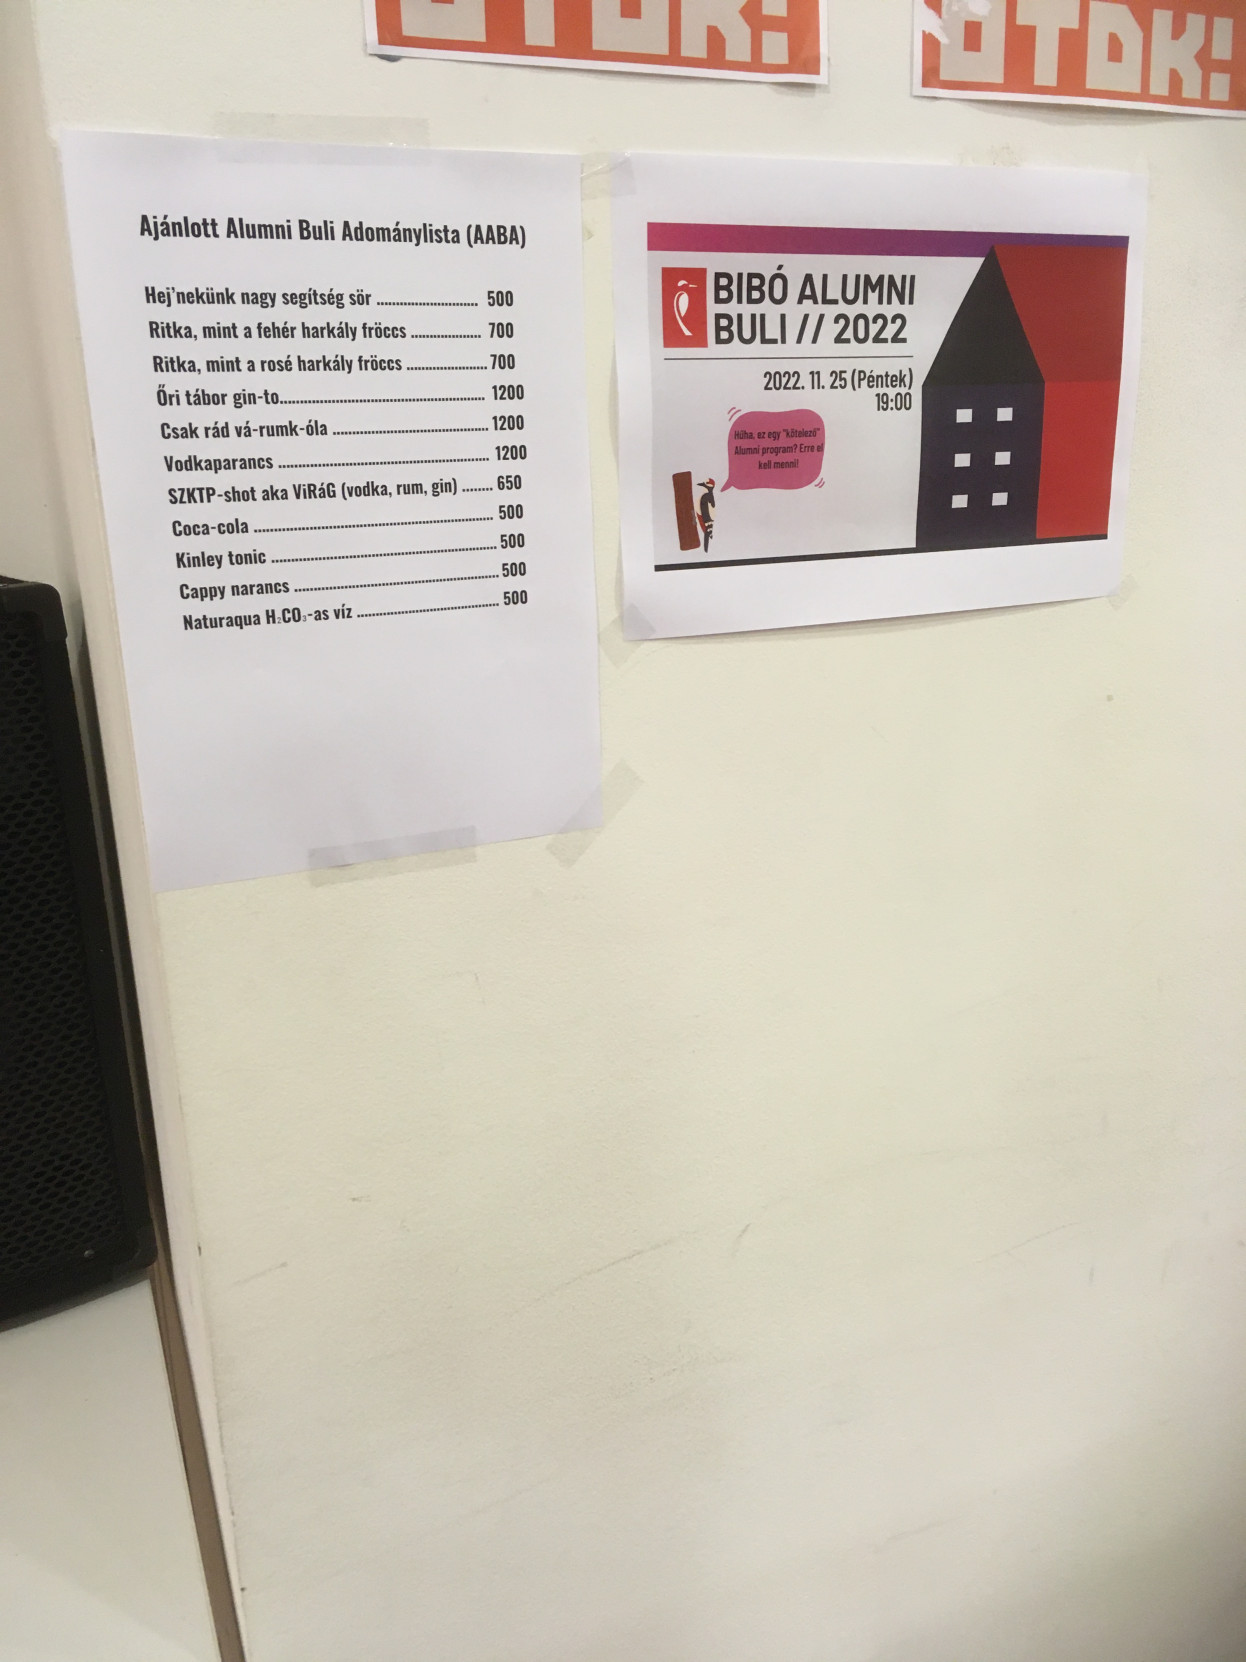 ÖTDK!
ÖTDK!
Ajánlott Alumni Buli Adománylista (AABA)
Hej'nekünk nagy segítség sör ............................ 500
Ritka, mint a fehér harkály fröccs ................... 700
Ritka, mint a rosé harkály fröccs ......................700
Őri tábor gin-to......................................................... 1200
Csak rád vá-rumk-óla ........................................... 1200
Vodkaparancs .......................................................... 1200
SZKTP-shot aka ViRáG (vodka, rum, gin) ........ 650
Coca-cola .................................................................. 500
Kinley tonic ..............................................................500
Cappy narancs ........................................................ 500
Naturaqua H₂CO₃-as víz ....................................... 500
BIBÓ ALUMNI
BULI // 2022
2022. 11. 25 (Péntek)
19:00
Hűha, ez egy "kötelező"
Alumni program? Erre el
kell menni!